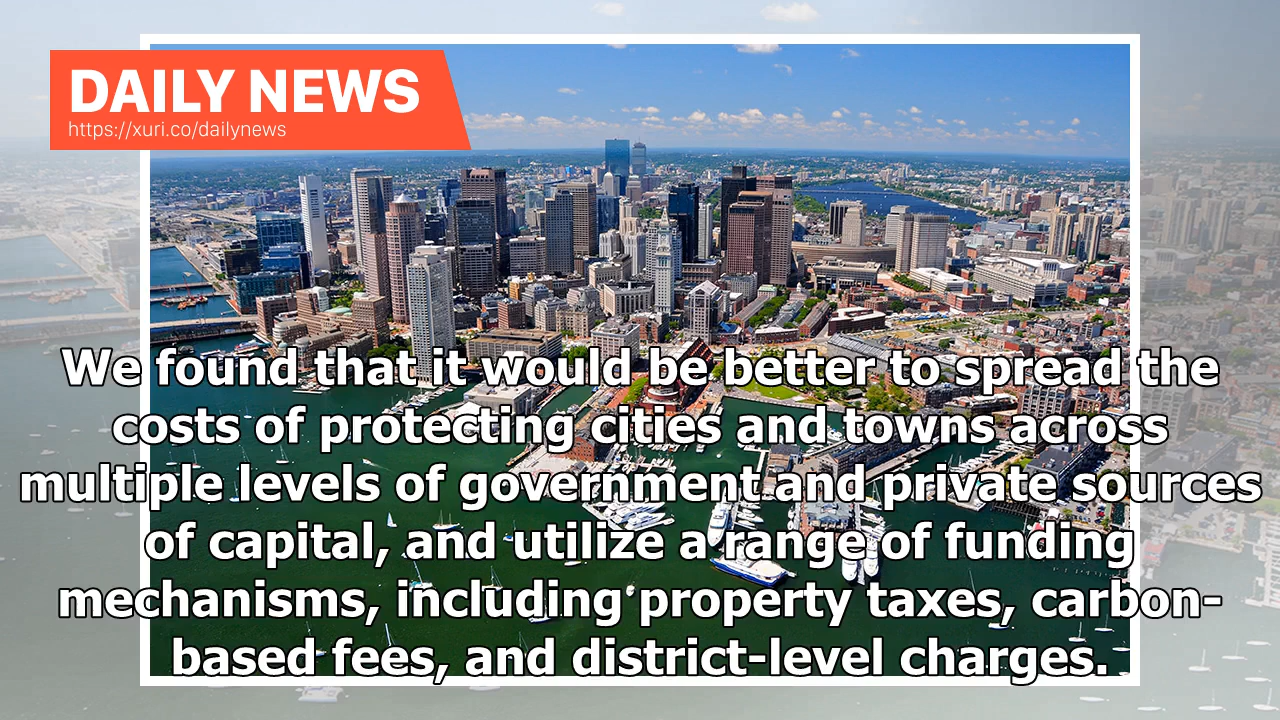 DAILY NEWS
https://xuri.co/dailynews
We found that it would be better to spread the
costs of protecting cities and towns across
multiple levels of government and private sources
of capital, and utilize a range of funding
mechanisms, including property taxes, carbon-
based fees, and district-level charges.